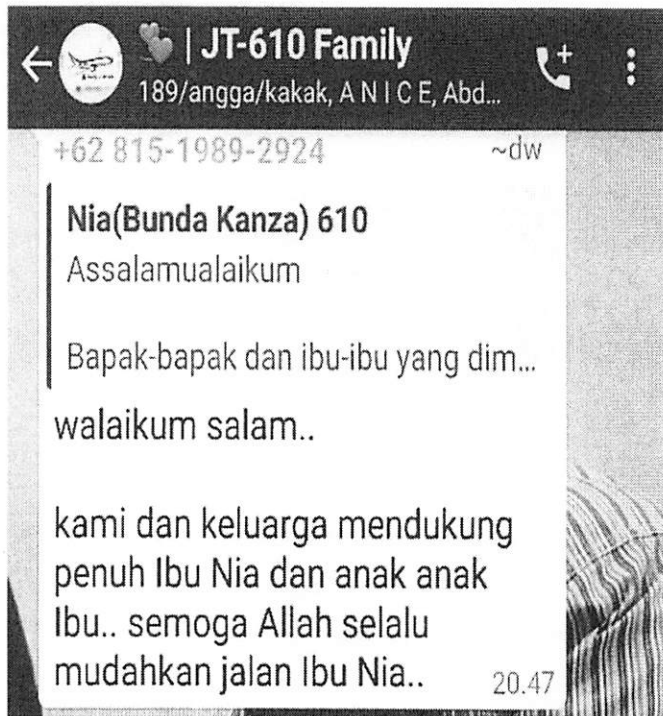 | JT-610 Family
189/angga/kakak, A N I C E, Abd...
+62 815-1989-2924 ~dw
Nia(Bunda Kanza) 610
Assalamualaikum
Bapak-bapak dan ibu-ibu yang dim...
walaikum salam..
kami dan keluarga mendukung
penuh Ibu Nia dan anak anak
Ibu.. semoga Allah selalu
mudahkan jalan Ibu Nia..
20.47